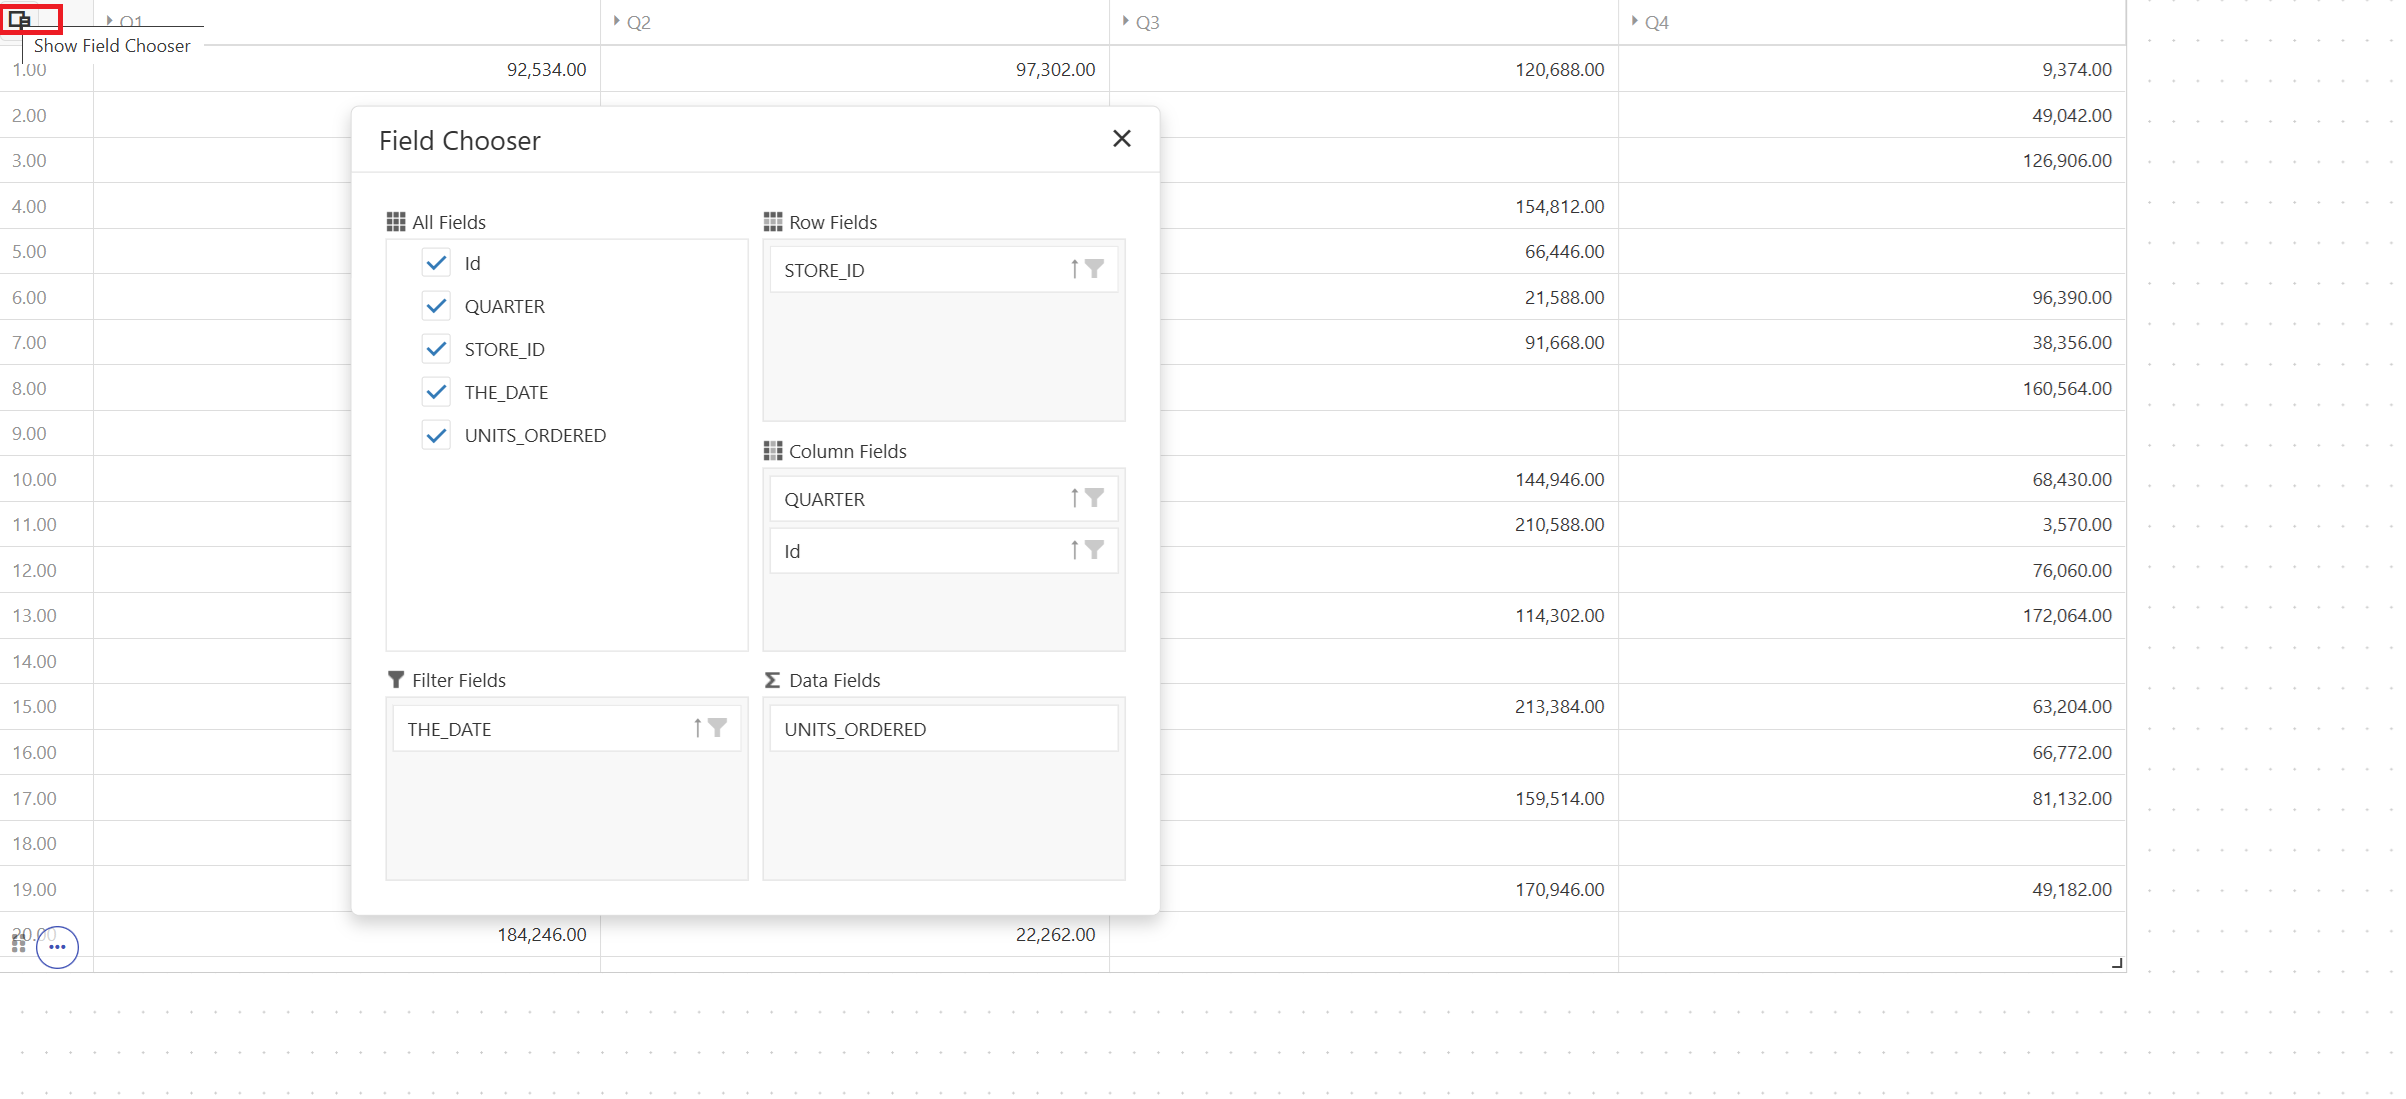 Q1 Q2 Q3 Q4
Show Field Chooser
1.00 92,534.00 97,302.00 120,688.00 9,374.00
2.00 49,042.00
Field Chooser
3.00 126,906.00
4.00 154,812.00
All Fields Row Fields
5.00 66,446.00
Id STORE_ID
6.00 21,588.00 96,390.00
QUARTER
7.00 91,668.00 38,356.00
STORE_ID
8.00 160,564.00
THE_DATE
9.00
UNITS_ORDERED
Column Fields
10.00 144,946.00 68,430.00
QUARTER
11.00 210,588.00 3,570.00
Id
12.00 76,060.00
13.00 114,302.00 172,064.00
14.00
Filter Fields Data Fields
15.00 213,384.00 63,204.00
THE_DATE UNITS_ORDERED
16.00 66,772.00
17.00 159,514.00 81,132.00
18.00
19.00 170,946.00 49,182.00
20.00 184,246.00 22,262.00